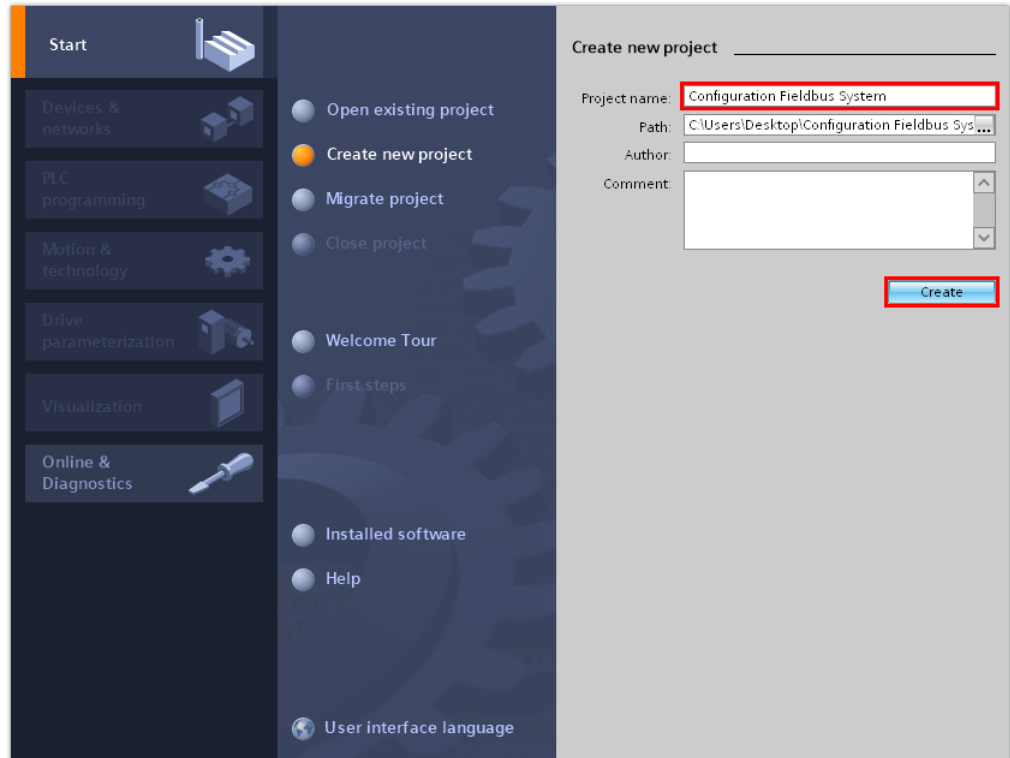 Start
Devices &
networks
PLC
programming
Motion &
technology
Drive
parameterization
Visualization
Online &
Diagnostics
Open existing project
Create new project
Migrate project
Close project
Welcome Tour
First steps
Installed software
Help
User interface language
Create new project
Project name: Configuration Fieldbus System
Path: C:\Users\Desktop\Configuration Fieldbus Sys...
Author:
Comment:
Create